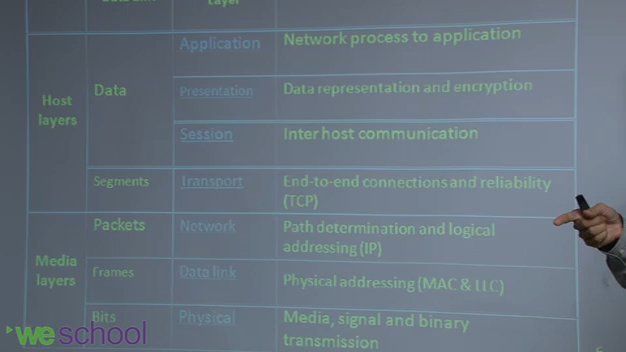 Layer
Application Network process to application
Data Presentation Data representation and encryption
Host
layers
Session Inter host communication
Segments Transport End-to-end connections and reliability
(TCP)
Packets Network Path determination and logical
addressing (IP)
Media
layers
Frames Data link Physical addressing (MAC & LLC)
Bits Physical Media, signal and binary
transmission
weschool